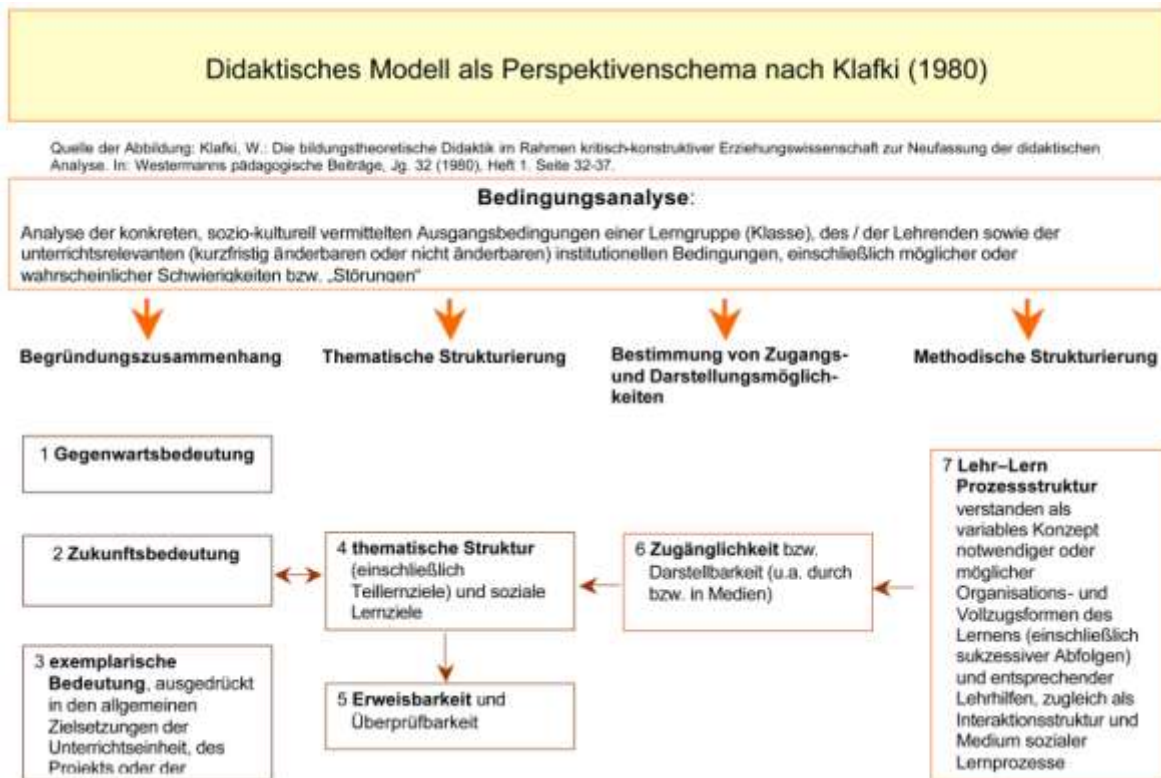 Didaktisches Modell als Perspektivenschema nach Klafki (1980)
Quelle der Abbildung: Klafki, W.: Die bildungstheoretische Didaktik im Rahmen kritisch-konstruktiver Erziehungswissenschaft zur Neufassung der didaktischen
Analyse. In: Westermanns pädagogische Beiträge, Jg. 32 (1980), Heft 1. Seite 32-37.
Bedingungsanalyse:
Analyse der konkreten, sozio-kulturell vermittelten Ausgangsbedingungen einer Lerngruppe (Klasse), des / der Lehrenden sowie der
unterrichtsrelevanten (kurzfristig änderbaren oder nicht änderbaren) institutionellen Bedingungen, einschließlich möglicher oder
wahrscheinlicher Schwierigkeiten bzw. „Störungen“
Begründungszusammenhang
Thematische Strukturierung
Bestimmung von Zugangs-
und Darstellungsmöglich-
keiten
Methodische Strukturierung
1 Gegenwartsbedeutung
2 Zukunftsbedeutung
3 exemplarische
Bedeutung, ausgedrückt
in den allgemeinen
Zielsetzungen der
Unterrichtseinheit, des
Projekts oder der
4 thematische Struktur
(einschließlich
Teillernziele) und soziale
Lernziele
5 Erweisbarkeit und
Überprüfbarkeit
6 Zugänglichkeit bzw.
Darstellbarkeit (u.a. durch
bzw. in Medien)
7 Lehr–Lern
Prozessstruktur
verstanden als
variables Konzept
notwendiger oder
möglicher
Organisations- und
Vollzugsformen des
Lernens (einschließlich
sukzessiver Abfolgen)
und entsprechender
Lehrhilfen, zugleich als
Interaktionsstruktur und
Medium sozialer
Lernprozesse